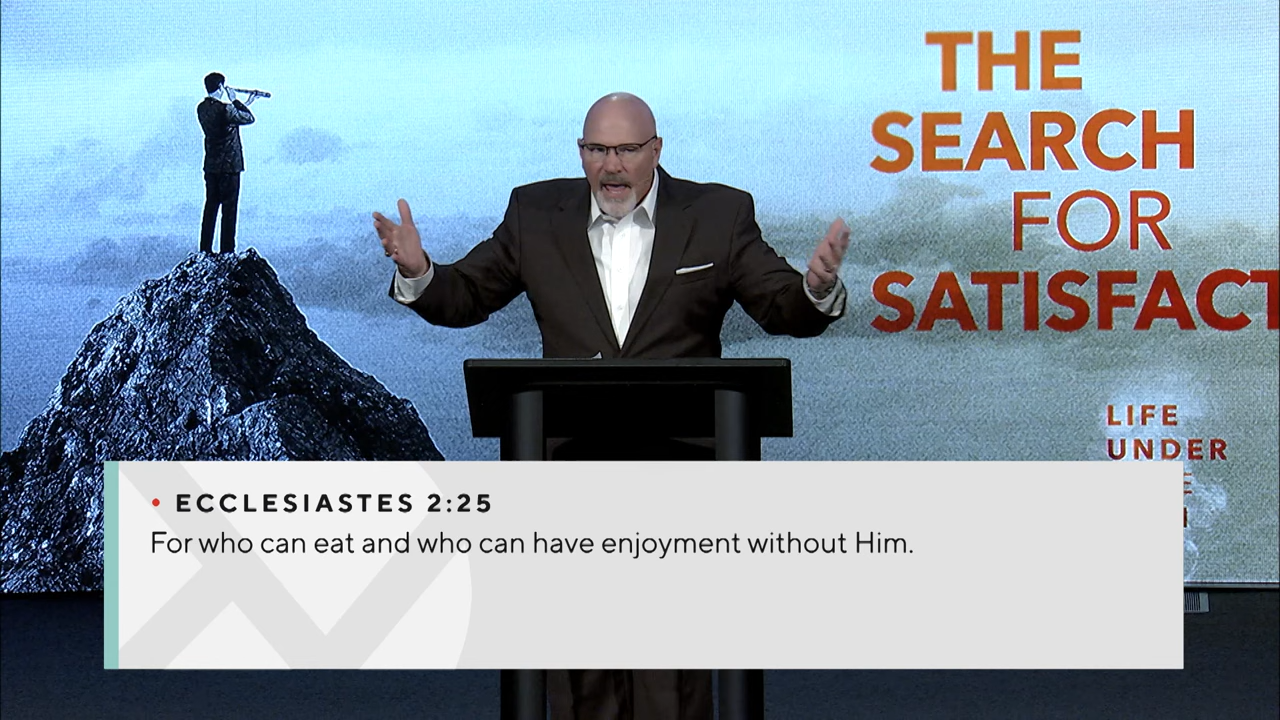 THE
SEARCH
FOR
SATISFACT
LIFE
UNDER
• ECCLESIASTES 2:25
For who can eat and who can have enjoyment without Him.